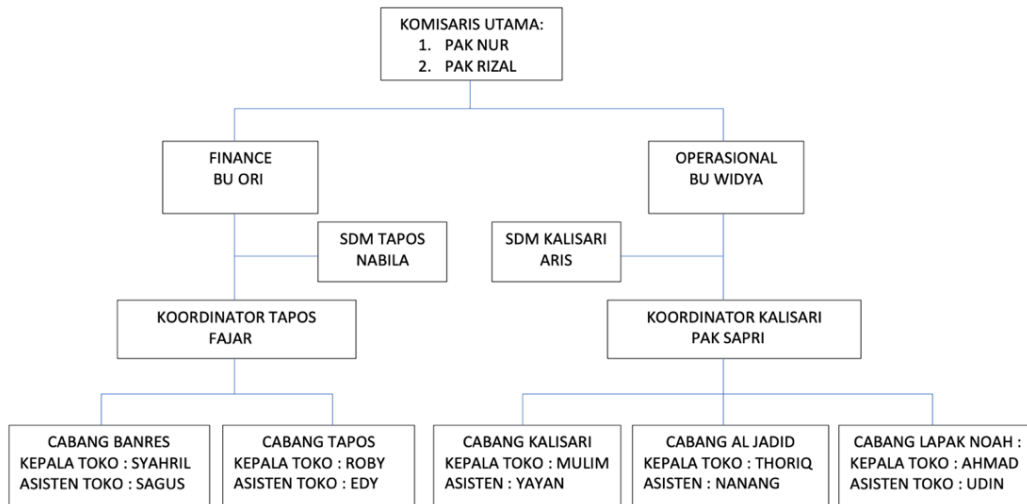 KOMISARIS UTAMA:
1. PAK NUR
2. PAK RIZAL
FINANCE
BU ORI
OPERASIONAL
BU WIDYA
SDM TAPOS
NABILA
SDM KALISARI
ARIS
KOORDINATOR TAPOS
FAJAR
KOORDINATOR KALISARI
PAK SAPRI
CABANG BANRES
KEPALA TOKO : SYAHRIL
ASISTEN TOKO : SAGUS
CABANG TAPOS
KEPALA TOKO : ROBY
ASISTEN TOKO : EDY
CABANG KALISARI
KEPALA TOKO : MULIM
ASISTEN : YAYAN
CABANG AL JADID
KEPALA TOKO : THORIQ
ASISTEN : NANANG
CABANG LAPAK NOAH :
KEPALA TOKO : AHMAD
ASISTEN TOKO : UDIN